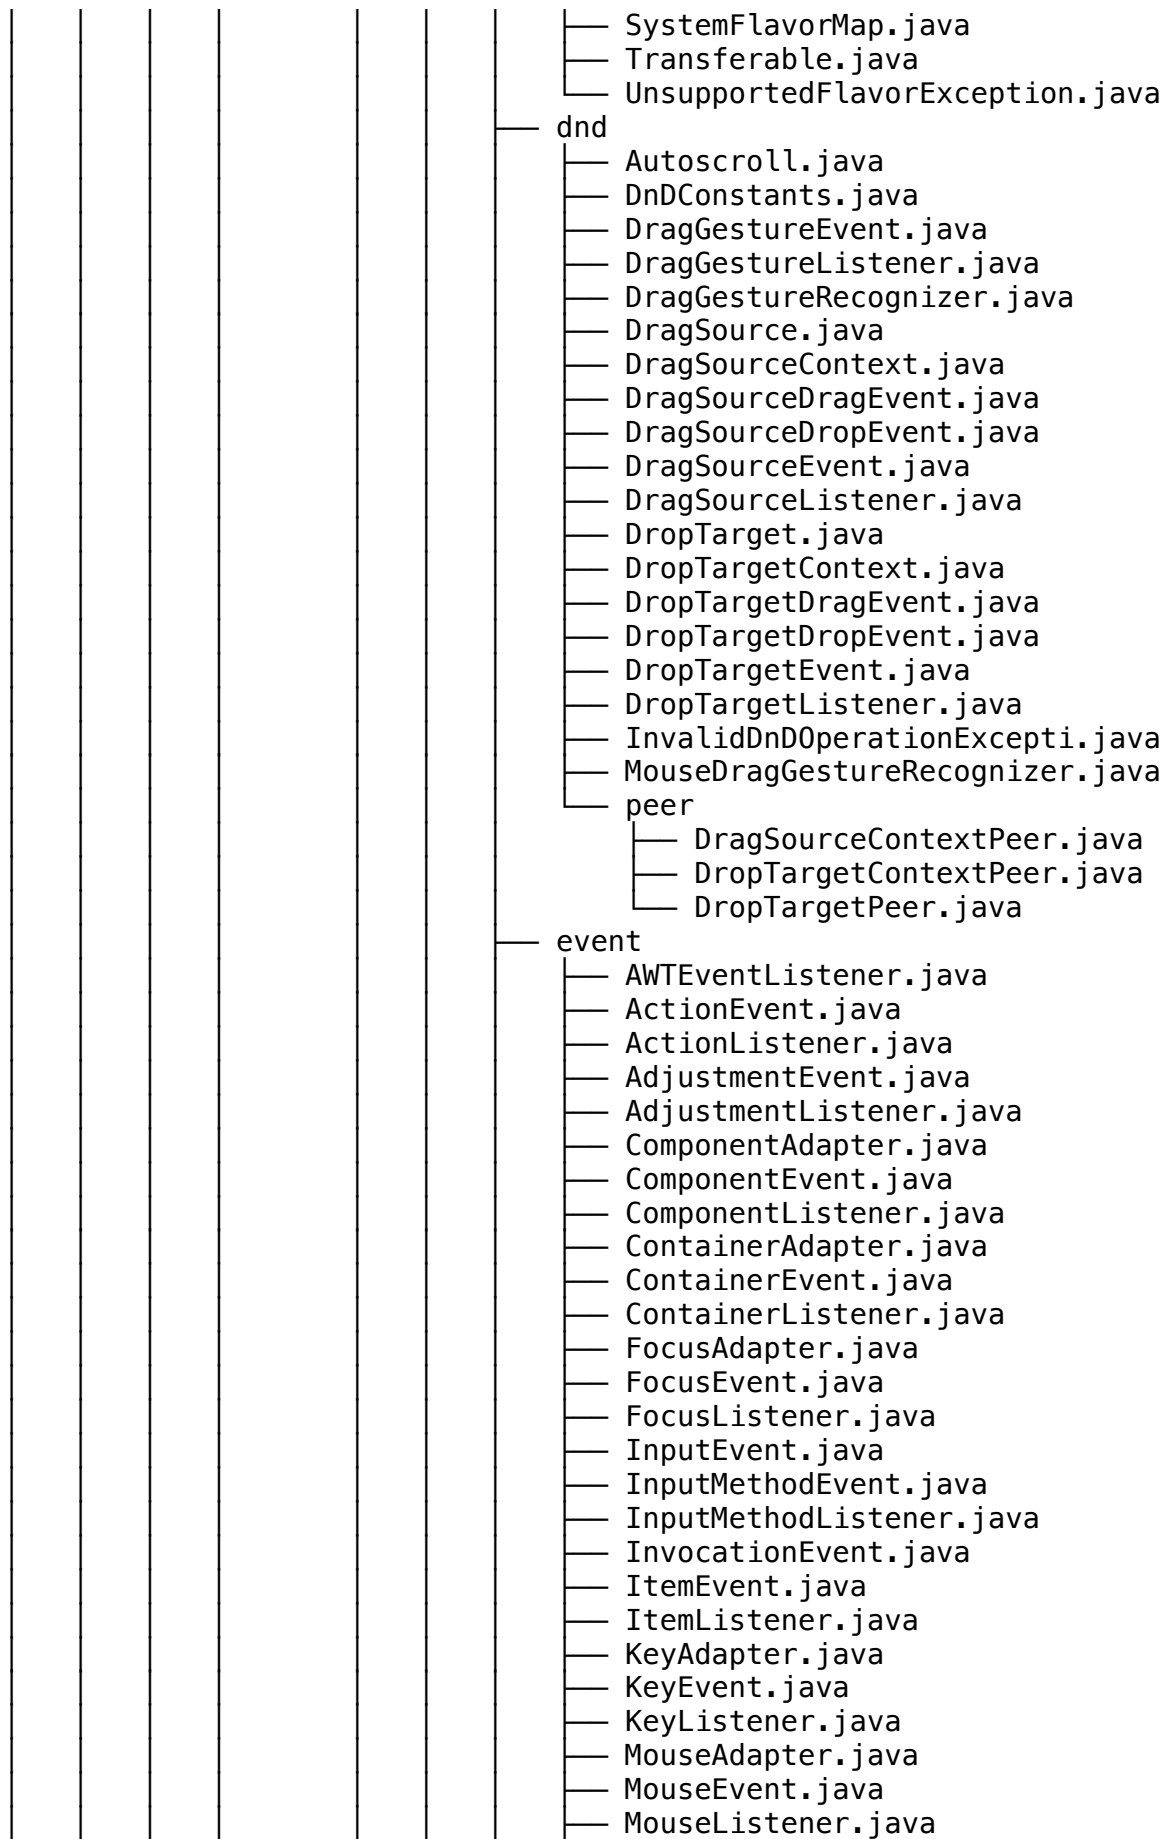 SystemFlavorMap.java
Transferable.java
UnsupportedFlavorException.java
dnd
Autoscroll.java
DnDConstants.java
DragGestureEvent.java
DragGestureListener.java
DragGestureRecognizer.java
DragSource.java
DragSourceContext.java
DragSourceDragEvent.java
DragSourceDropEvent.java
DragSourceEvent.java
DragSourceListener.java
DropTarget.java
DropTargetContext.java
DropTargetDragEvent.java
DropTargetDropEvent.java
DropTargetEvent.java
DropTargetListener.java
InvalidDnDOperationExcepti.java
MouseDragGestureRecognizer.java
peer
DragSourceContextPeer.java
DropTargetContextPeer.java
DropTargetPeer.java
event
AWTEventListener.java
ActionEvent.java
ActionListener.java
AdjustmentEvent.java
AdjustmentListener.java
ComponentAdapter.java
ComponentEvent.java
ComponentListener.java
ContainerAdapter.java
ContainerEvent.java
ContainerListener.java
FocusAdapter.java
FocusEvent.java
FocusListener.java
InputEvent.java
InputMethodEvent.java
InputMethodListener.java
InvocationEvent.java
ItemEvent.java
ItemListener.java
KeyAdapter.java
KeyEvent.java
KeyListener.java
MouseAdapter.java
MouseEvent.java
MouseListener.java